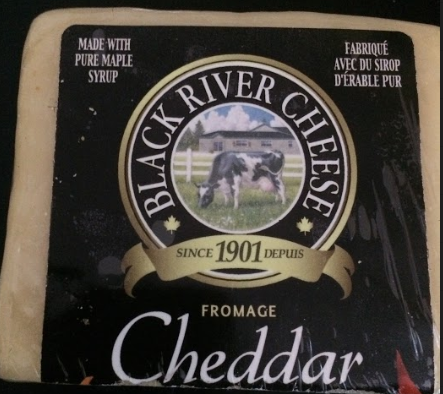 MADE WITH
PURE MAPLE
SYRUP
FABRIQUÉ
AVEC DU SIROP
D'ÉRABLE PUR
BLACK RIVER CHEESE
SINCE 1901 DEPUIS
FROMAGE
Cheddar